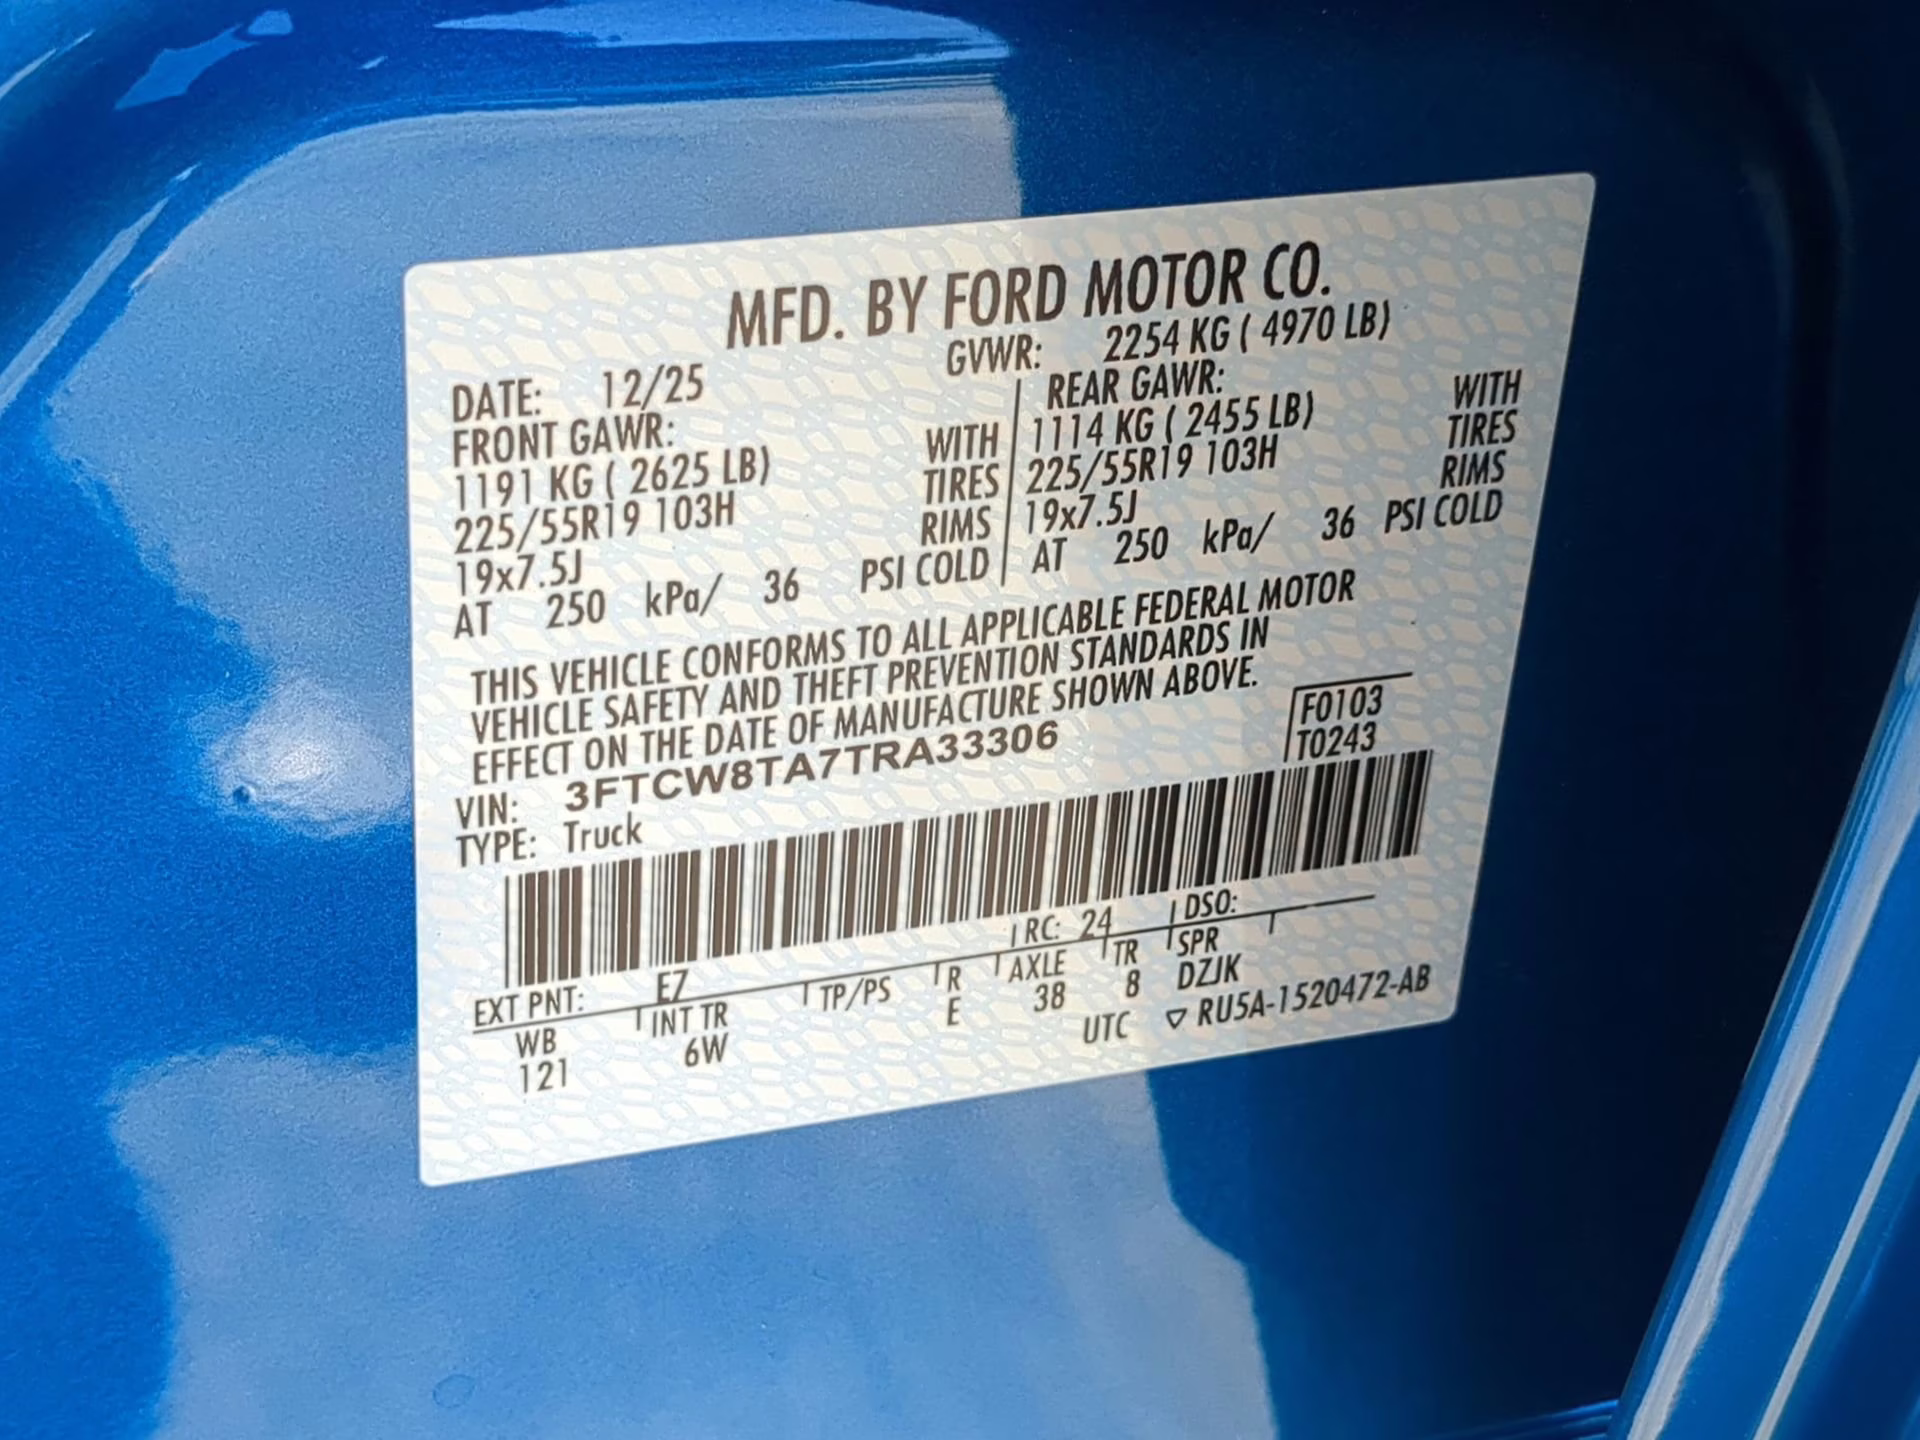 MFD. BY FORD MOTOR CO.
DATE: 12/25 GVWR: 2254 KG ( 4970 LB)
FRONT GAWR: REAR GAWR:
1191 KG ( 2625 LB) WITH 1114 KG ( 2455 LB) WITH
225/55R19 103H TIRES 225/55R19 103H TIRES
19x7.5J RIMS 19x7.5J RIMS
AT 250 kPa/ 36 PSI COLD AT 250 kPa/ 36 PSI COLD
THIS VEHICLE CONFORMS TO ALL APPLICABLE FEDERAL MOTOR
VEHICLE SAFETY AND THEFT PREVENTION STANDARDS IN
EFFECT ON THE DATE OF MANUFACTURE SHOWN ABOVE.
F0103
T0243
VIN: 3FTCW8TA7TRA33306
TYPE: Truck
EXT PNT: EZ RC: 24 DSO:
WB INT TR TP/PS R AXLE TR SPR
121 6W E 38 8 DZJK
UTC ▽ RU5A-1520472-AB